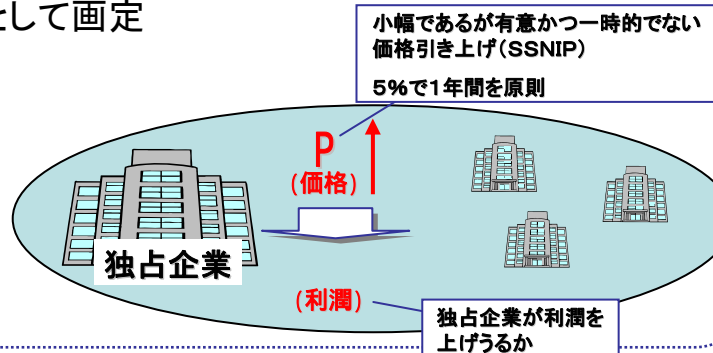 として画定
小幅であるが有意かつ一時的でない
価格引き上げ(SSNIP)
5%で1年間を原則
P
(価格)
独占企業
(利潤)
独占企業が利潤を
上げうるか